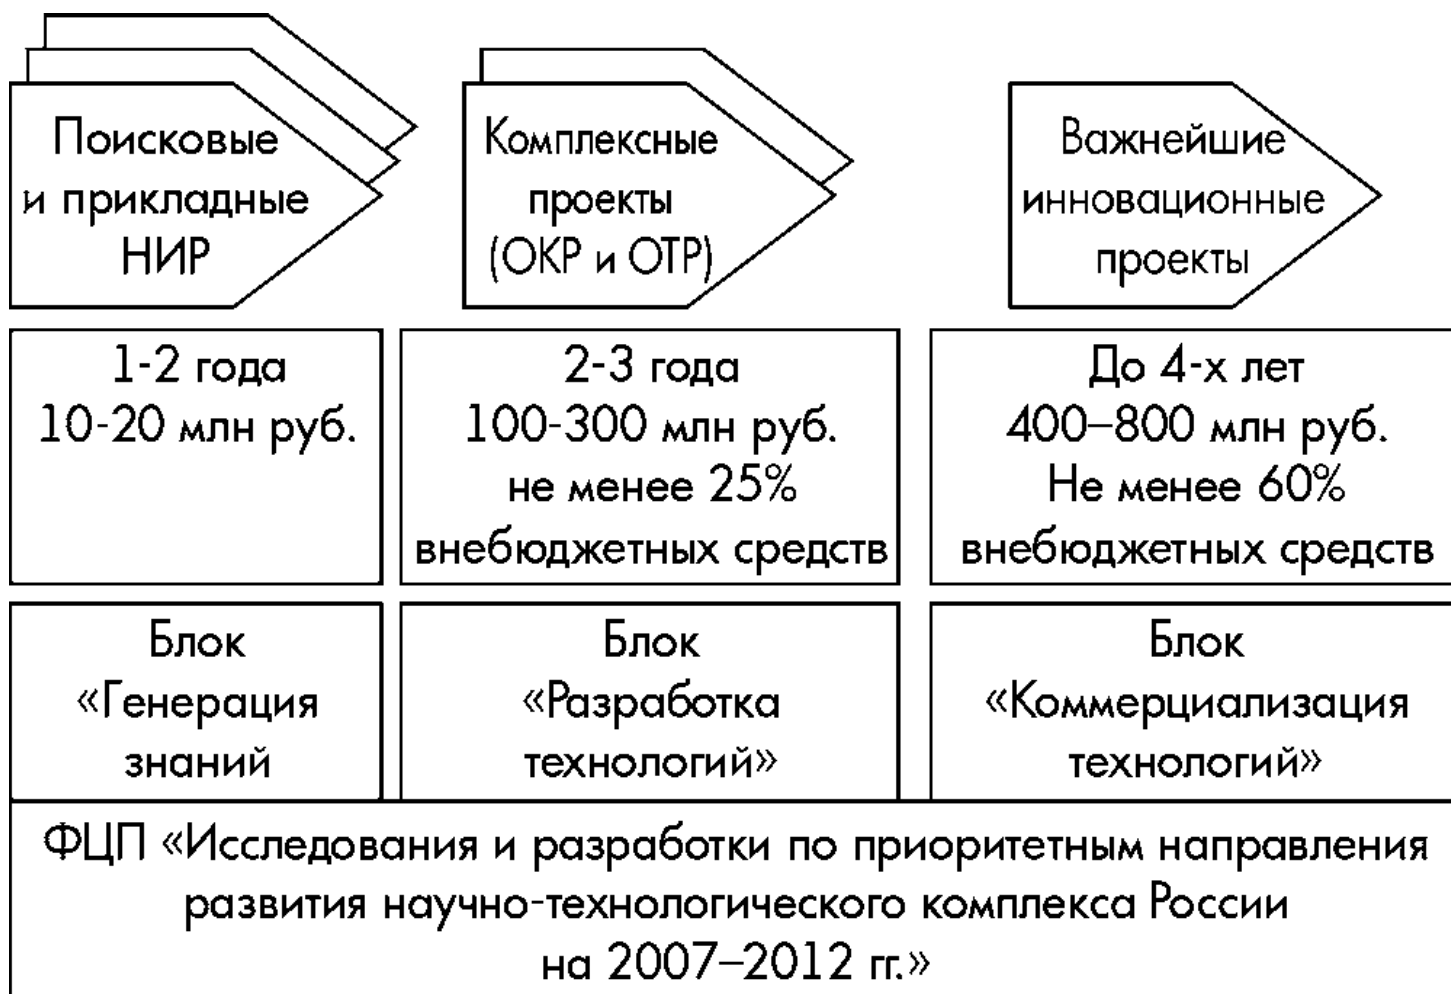 Поисковые
и прикладные
НИР
Комплексные
проекты
(ОКР и ОТР)
Важнейшие
инновационные
проекты
1-2 года
10-20 млн руб.
2-3 года
100-300 млн руб.
не менее 25%
внебюджетных средств
До 4-х лет
400–800 млн руб.
Не менее 60%
внебюджетных средств
Блок
«Генерация
знаний
Блок
«Разработка
технологий»
Блок
«Коммерциализация
технологий»
ФЦП «Исследования и разработки по приоритетным направления
развития научно-технологического комплекса России
на 2007–2012 гг.»